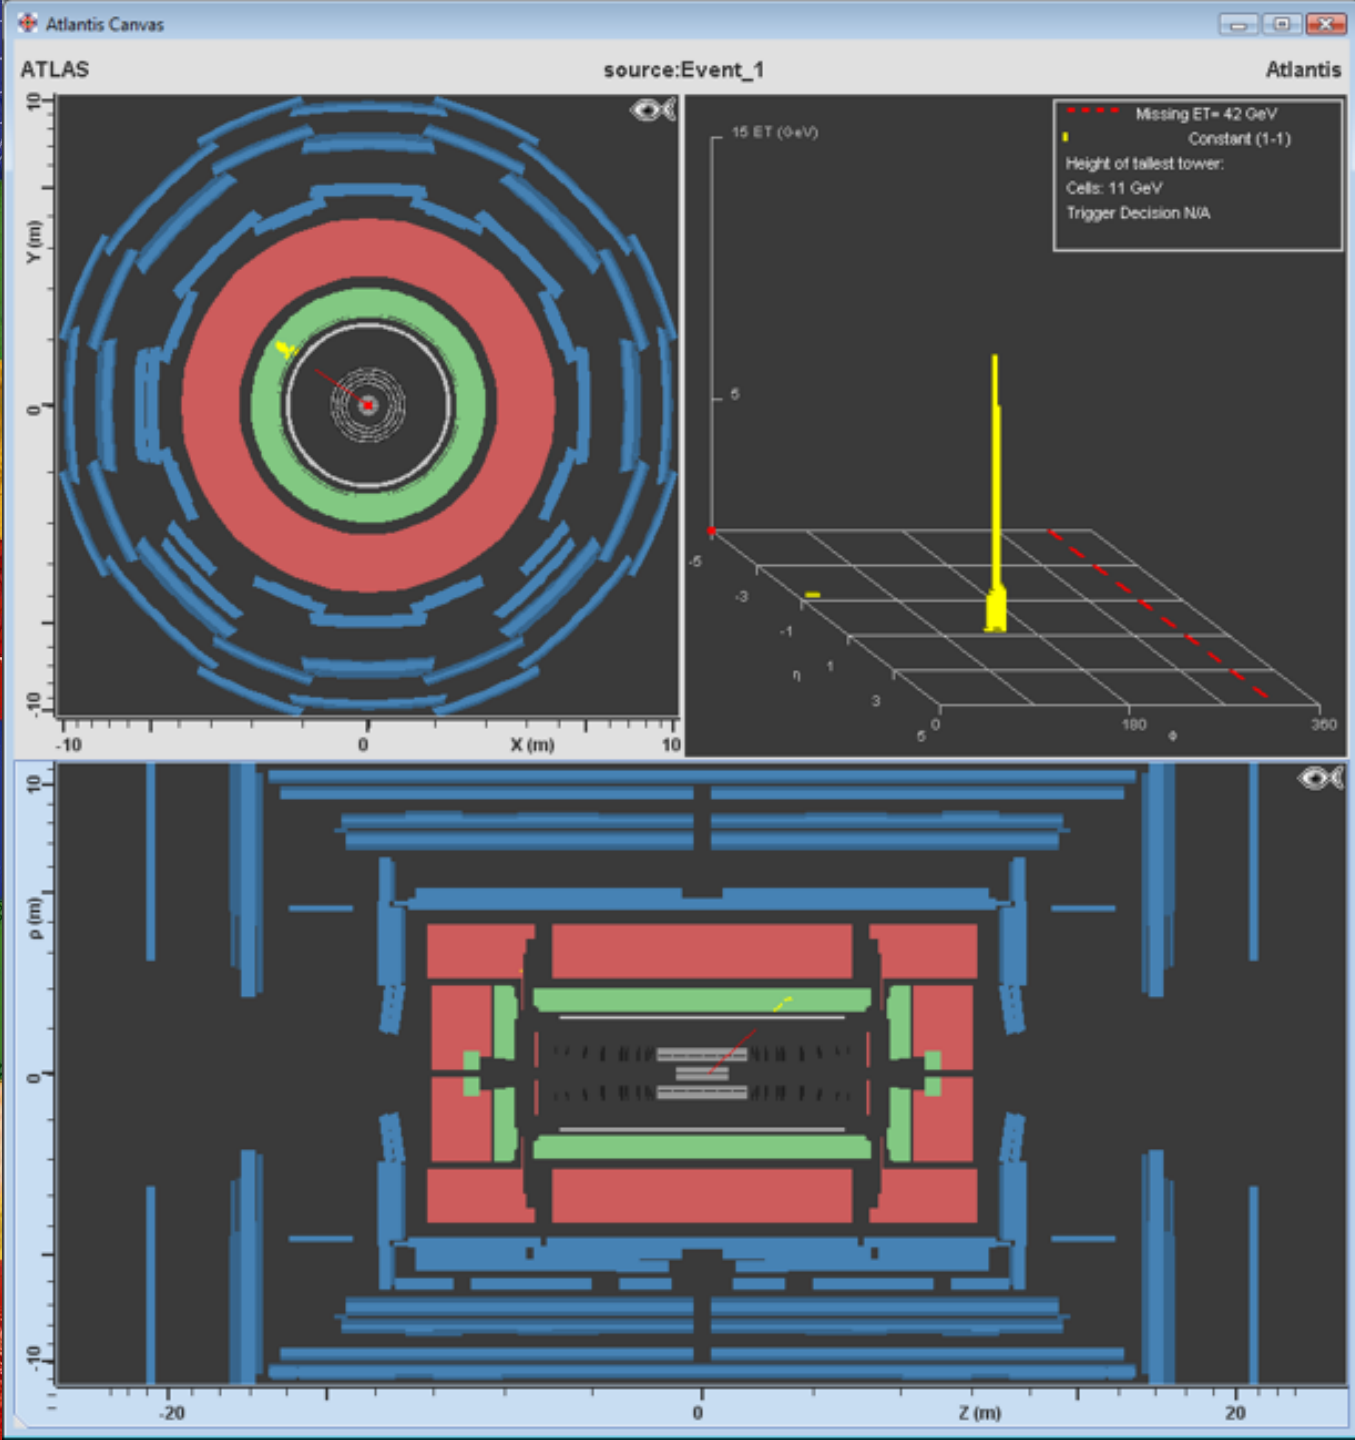 Atlantis Canvas
ATLAS source:Event_1 Atlantis
10
Y (m)
0
-10
-10 0 X (m) 10
15 ET (GeV)
5
Missing ET= 42 GeV
Constant (1-1)
Height of tallest tower:
Cells: 11 GeV
Trigger Decision N/A
-5
-3
-1
1
η
3
5
0 180 360
Φ
10
ρ (m)
0
-10
-20 0 Z (m) 20